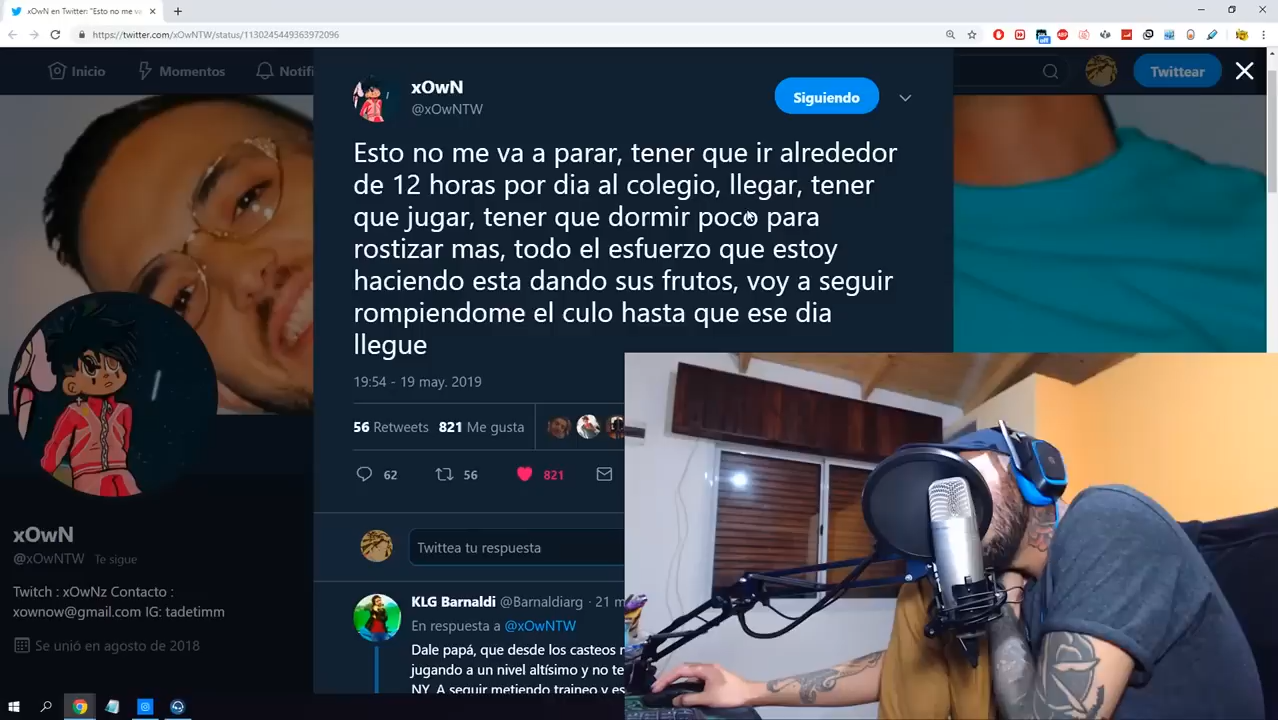 xOwN en Twitter: "Esto no me va
https://twitter.com/xOwNTW/status/1130245449363972096
Inicio
Momentos
Notifi
Twittear
xOwN
@xOwNTW
Siguiendo
Esto no me va a parar, tener que ir alrededor
de 12 horas por dia al colegio, llegar, tener
que jugar, tener que dormir poco para
rostizar mas, todo el esfuerzo que estoy
haciendo esta dando sus frutos, voy a seguir
rompiendome el culo hasta que ese dia
llegue
19:54 - 19 may. 2019
56 Retweets 821 Me gusta
62 56 821
Twittea tu respuesta
KLG Barnaldi @Barnaldiarg · 21 m
En respuesta a @xOwNTW
Dale papá, que desde los casteos
jugando a un nivel altísimo y no te
NY. A seguir metiendo traineo y es
xOwN
@xOwNTW Te sigue
Twitch : xOwNz Contacto :
xownow@gmail.com IG: tadetimm
Se unió en agosto de 2018